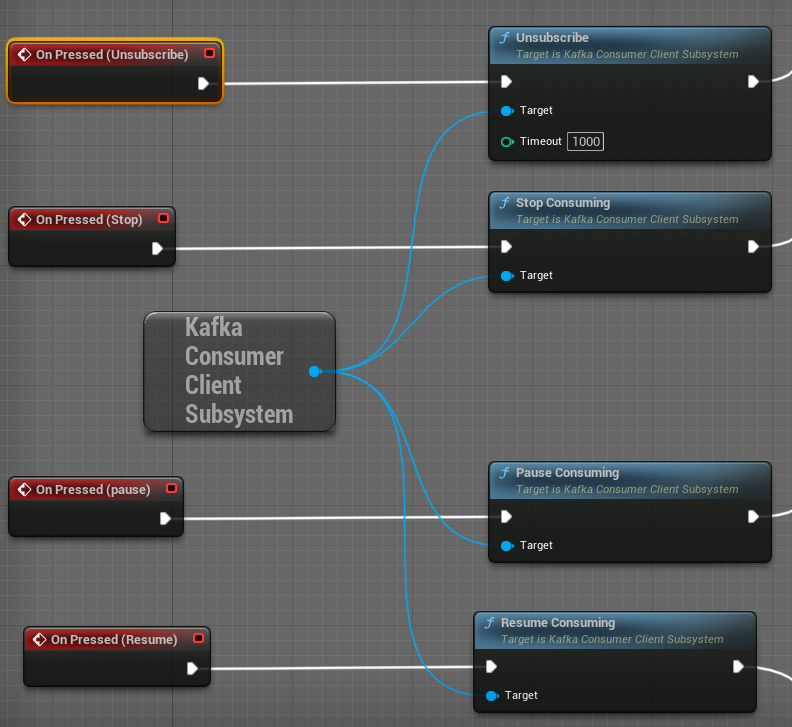 On Pressed (Unsubscribe)
Unsubscribe
Target is Kafka Consumer Client Subsystem
Target
Timeout 1000
On Pressed (Stop)
Stop Consuming
Target is Kafka Consumer Client Subsystem
Target
Kafka
Consumer
Client
Subsystem
On Pressed (pause)
Pause Consuming
Target is Kafka Consumer Client Subsystem
Target
On Pressed (Resume)
Resume Consuming
Target is Kafka Consumer Client Subsystem
Target